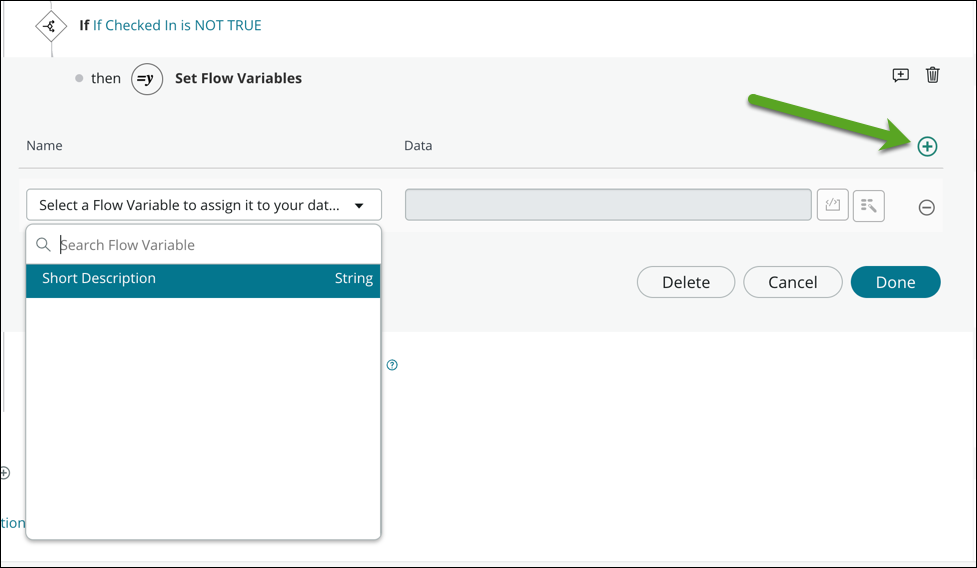 If If Checked In is NOT TRUE
then =y Set Flow Variables
Name Data
Select a Flow Variable to assign it to your dat...
Search Flow Variable
Short Description String
Delete Cancel Done
?
tion